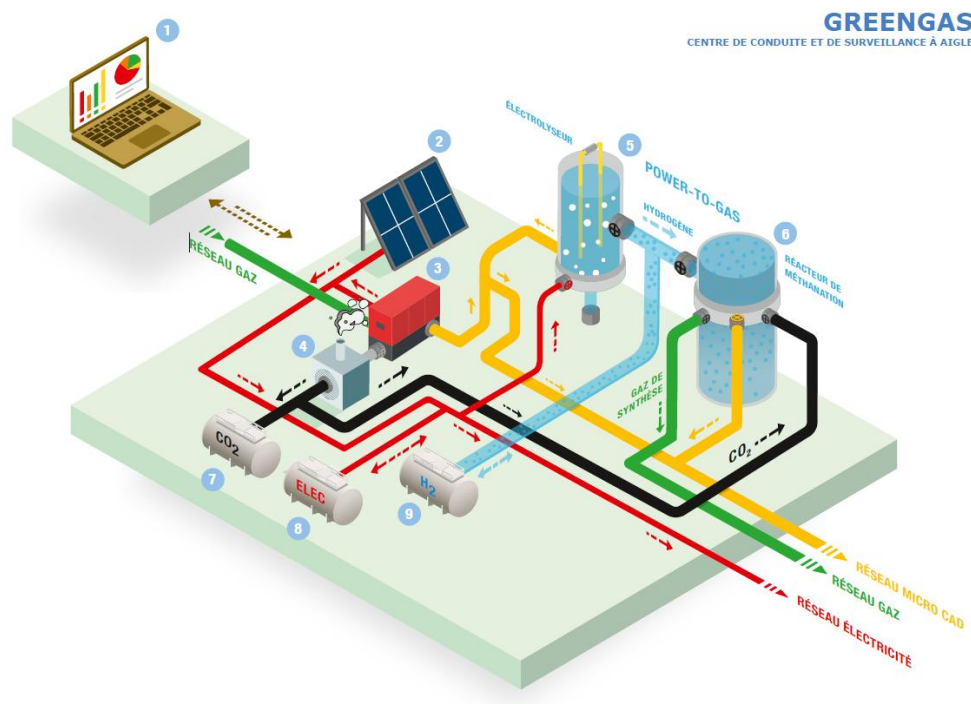 GREENGAS
CENTRE DE CONDUITE ET DE SURVEILLANCE À AIGLE
1
2
ÉLECTROLYSEUR
5
POWER-TO-GAS
HYDROGÈNE
6
RÉACTEUR DE
MÉTHANATION
RÉSEAU GAZ
3
4
GAZ DE
SYNTHÈSE
CO2
7
ELEC
8
H2
9
CO2
RÉSEAU MICRO CAD
RÉSEAU GAZ
RÉSEAU ÉLECTRICITÉ